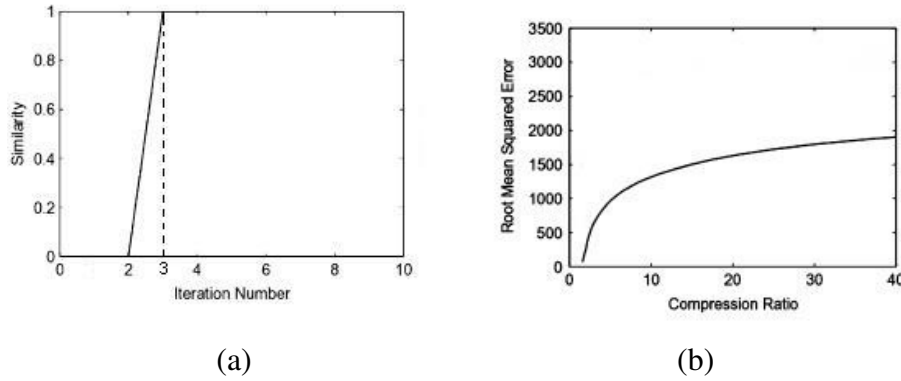 1
0.8
0.6
0.4
0.2
0
Similarity
0 2 3 4 6 8 10
Iteration Number
(a)
3500
3000
2500
2000
1500
1000
500
0
Root Mean Squared Error
0 10 20 30 40
Compression Ratio
(b)